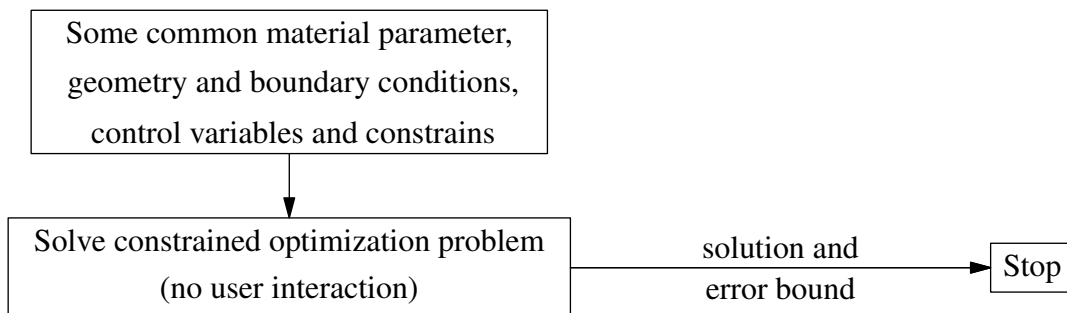 Some common material parameter,
geometry and boundary conditions,
control variables and constrains
Solve constrained optimization problem
(no user interaction)
solution and
error bound
Stop